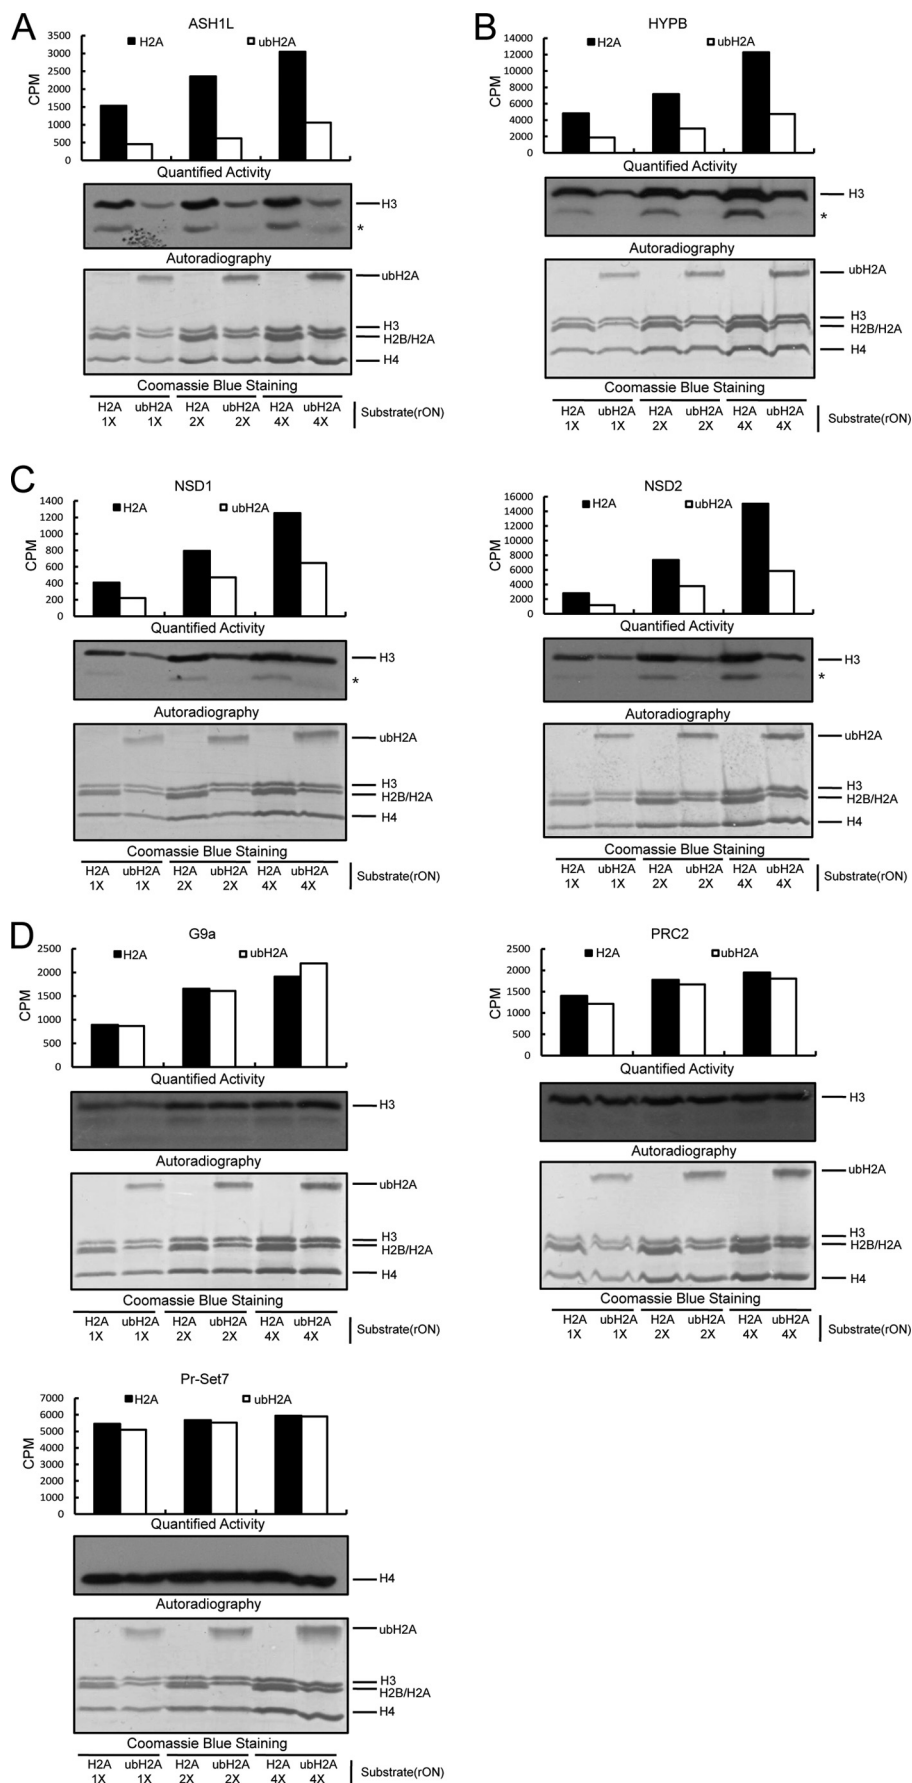 A
ASH1L
H2A
ubH2A
CPM
3500
3000
2500
2000
1500
1000
500
0
Quantified Activity
H3
*
Autoradiography
ubH2A
H3
H2B/H2A
H4
Coomassie Blue Staining
H2A ubH2A H2A ubH2A H2A ubH2A
1X 1X 2X 2X 4X 4X
Substrate(rON)
B
HYPB
H2A
ubH2A
CPM
14000
12000
10000
8000
6000
4000
2000
0
Quantified Activity
H3
*
Autoradiography
ubH2A
H3
H2B/H2A
H4
Coomassie Blue Staining
H2A ubH2A H2A ubH2A H2A ubH2A
1X 1X 2X 2X 4X 4X
Substrate(rON)
C
NSD1
H2A
ubH2A
CPM
1400
1200
1000
800
600
400
200
0
Quantified Activity
H3
*
Autoradiography
ubH2A
H3
H2B/H2A
H4
Coomassie Blue Staining
H2A ubH2A H2A ubH2A H2A ubH2A
1X 1X 2X 2X 4X 4X
Substrate(rON)
NSD2
H2A
ubH2A
CPM
16000
14000
12000
10000
8000
6000
4000
2000
0
Quantified Activity
H3
*
Autoradiography
ubH2A
H3
H2B/H2A
H4
Coomassie Blue Staining
H2A ubH2A H2A ubH2A H2A ubH2A
1X 1X 2X 2X 4X 4X
Substrate(rON)
D
G9a
H2A
ubH2A
CPM
2500
2000
1500
1000
500
0
Quantified Activity
H3
Autoradiography
ubH2A
H3
H2B/H2A
H4
Coomassie Blue Staining
H2A ubH2A H2A ubH2A H2A ubH2A
1X 1X 2X 2X 4X 4X
Substrate(rON)
PRC2
H2A
ubH2A
CPM
2500
2000
1500
1000
500
0
Quantified Activity
H3
Autoradiography
ubH2A
H3
H2B/H2A
H4
Coomassie Blue Staining
H2A ubH2A H2A ubH2A H2A ubH2A
1X 1X 2X 2X 4X 4X
Substrate(rON)
Pr-Set7
H2A
ubH2A
CPM
7000
6000
5000
4000
3000
2000
1000
0
Quantified Activity
H4
Autoradiography
ubH2A
H3
H2B/H2A
H4
Coomassie Blue Staining
H2A ubH2A H2A ubH2A H2A ubH2A
1X 1X 2X 2X 4X 4X
Substrate(rON)